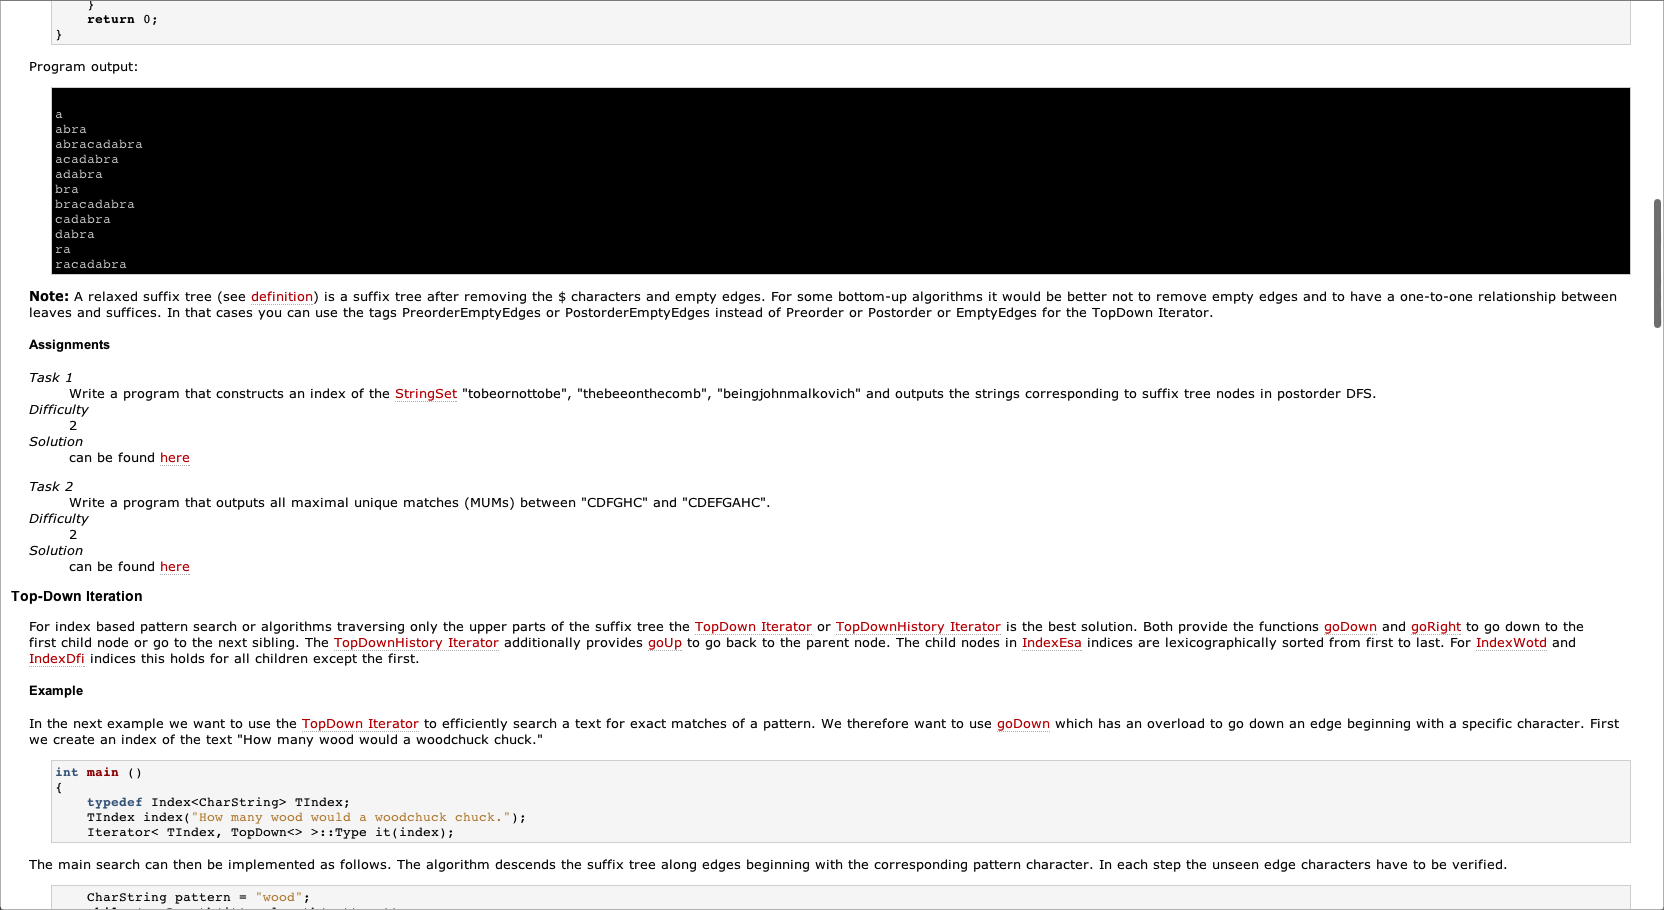 }
return 0;
}
Program output:
a
abra
abracadabra
acadabra
adabra
bra
bracadabra
cadabra
dabra
ra
racadabra
Note: A relaxed suffix tree (see definition) is a suffix tree after removing the $ characters and empty edges. For some bottom-up algorithms it would be better not to remove empty edges and to have a one-to-one relationship between
leaves and suffices. In that cases you can use the tags PreorderEmptyEdges or PostorderEmptyEdges instead of Preorder or Postorder or EmptyEdges for the TopDown Iterator.
Assignments
Task 1
Write a program that constructs an index of the StringSet "tobeornottobe", "thebeeonthecomb", "beingjohnmalkovich" and outputs the strings corresponding to suffix tree nodes in postorder DFS.
Difficulty
2
Solution
can be found here
Task 2
Write a program that outputs all maximal unique matches (MUMs) between "CDFGHC" and "CDEFGAHC".
Difficulty
2
Solution
can be found here
Top-Down Iteration
For index based pattern search or algorithms traversing only the upper parts of the suffix tree the TopDown Iterator or TopDownHistory Iterator is the best solution. Both provide the functions goDown and goRight to go down to the
first child node or go to the next sibling. The TopDownHistory Iterator additionally provides goUp to go back to the parent node. The child nodes in IndexEsa indices are lexicographically sorted from first to last. For IndexWotd and
IndexDfi indices this holds for all children except the first.
Example
In the next example we want to use the TopDown Iterator to efficiently search a text for exact matches of a pattern. We therefore want to use goDown which has an overload to go down an edge beginning with a specific character. First
we create an index of the text "How many wood would a woodchuck chuck."
int main ()
{
typedef Index<CharString> TIndex;
TIndex index("How many wood would a woodchuck chuck.");
Iterator< TIndex, TopDown<> >::Type it(index);
The main search can then be implemented as follows. The algorithm descends the suffix tree along edges beginning with the corresponding pattern character. In each step the unseen edge characters have to be verified.
CharString pattern = "wood";